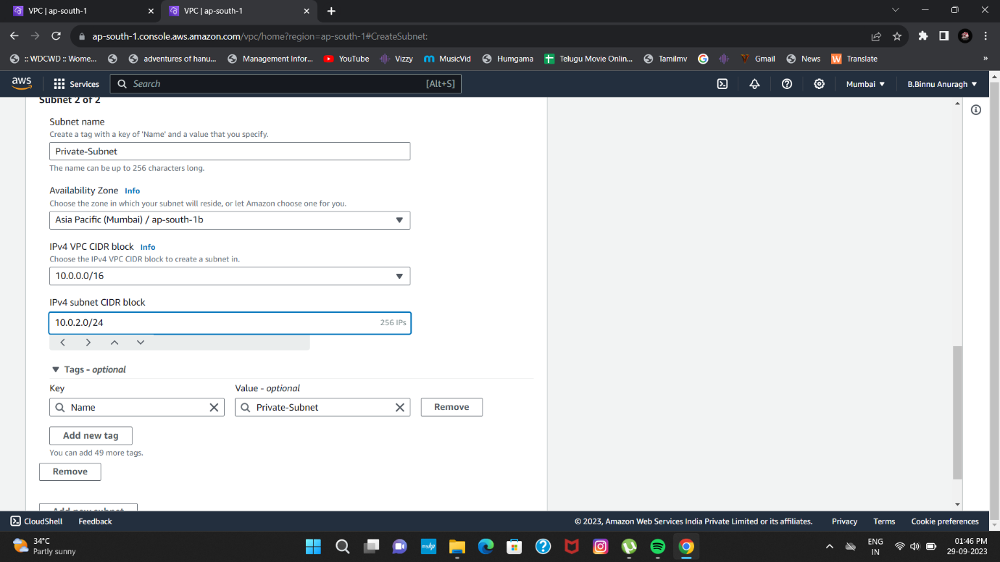 VPC | ap-south-1
VPC | ap-south-1
ap-south-1.console.aws.amazon.com/vpc/home?region=ap-south-1#CreateSubnet:
:: WDCWD :: Wome... adventures of hanu... Management Infor... YouTube Vizzy MusicVid Humgama Telugu Movie Onlin... Tamilmv Gmail News Translate »
aws Services Search [Alt+S] Mumbai B.Binnu Anuragh
Subnet 2 of 2
Subnet name
Create a tag with a key of 'Name' and a value that you specify.
Private-Subnet
The name can be up to 256 characters long.
Availability Zone Info
Choose the zone in which your subnet will reside, or let Amazon choose one for you.
Asia Pacific (Mumbai) / ap-south-1b
IPv4 VPC CIDR block Info
Choose the IPv4 VPC CIDR block to create a subnet in.
10.0.0.0/16
IPv4 subnet CIDR block
10.0.2.0/24 256 IPs
Tags - optional
Key Value - optional
Name Private-Subnet Remove
Add new tag
You can add 49 more tags.
Remove
Add new subnet
CloudShell Feedback © 2023, Amazon Web Services India Private Limited or its affiliates. Privacy Terms Cookie preferences
34°C
Partly sunny
myhp
ENG
IN
01:46 PM
29-09-2023